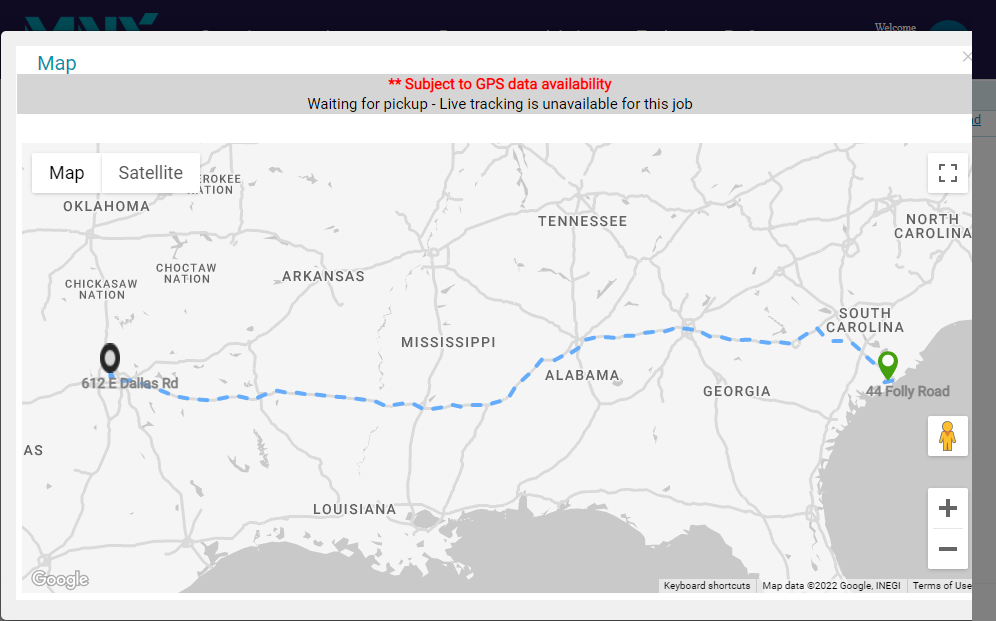 Welcome
Map
×
** Subject to GPS data availability
Waiting for pickup - Live tracking is unavailable for this job
Map
Satellite
NATION
OKLAHOMA
TENNESSEE
NORTH
CAROLINA
CHICKASAW
NATION
CHOCTAW
NATION
ARKANSAS
SOUTH
CAROLINA
MISSISSIPPI
612 E Dallas Rd
ALABAMA
GEORGIA
44 Folly Road
AS
LOUISIANA
Google
Keyboard shortcuts
Map data ©2022 Google, INEGI
Terms of Use